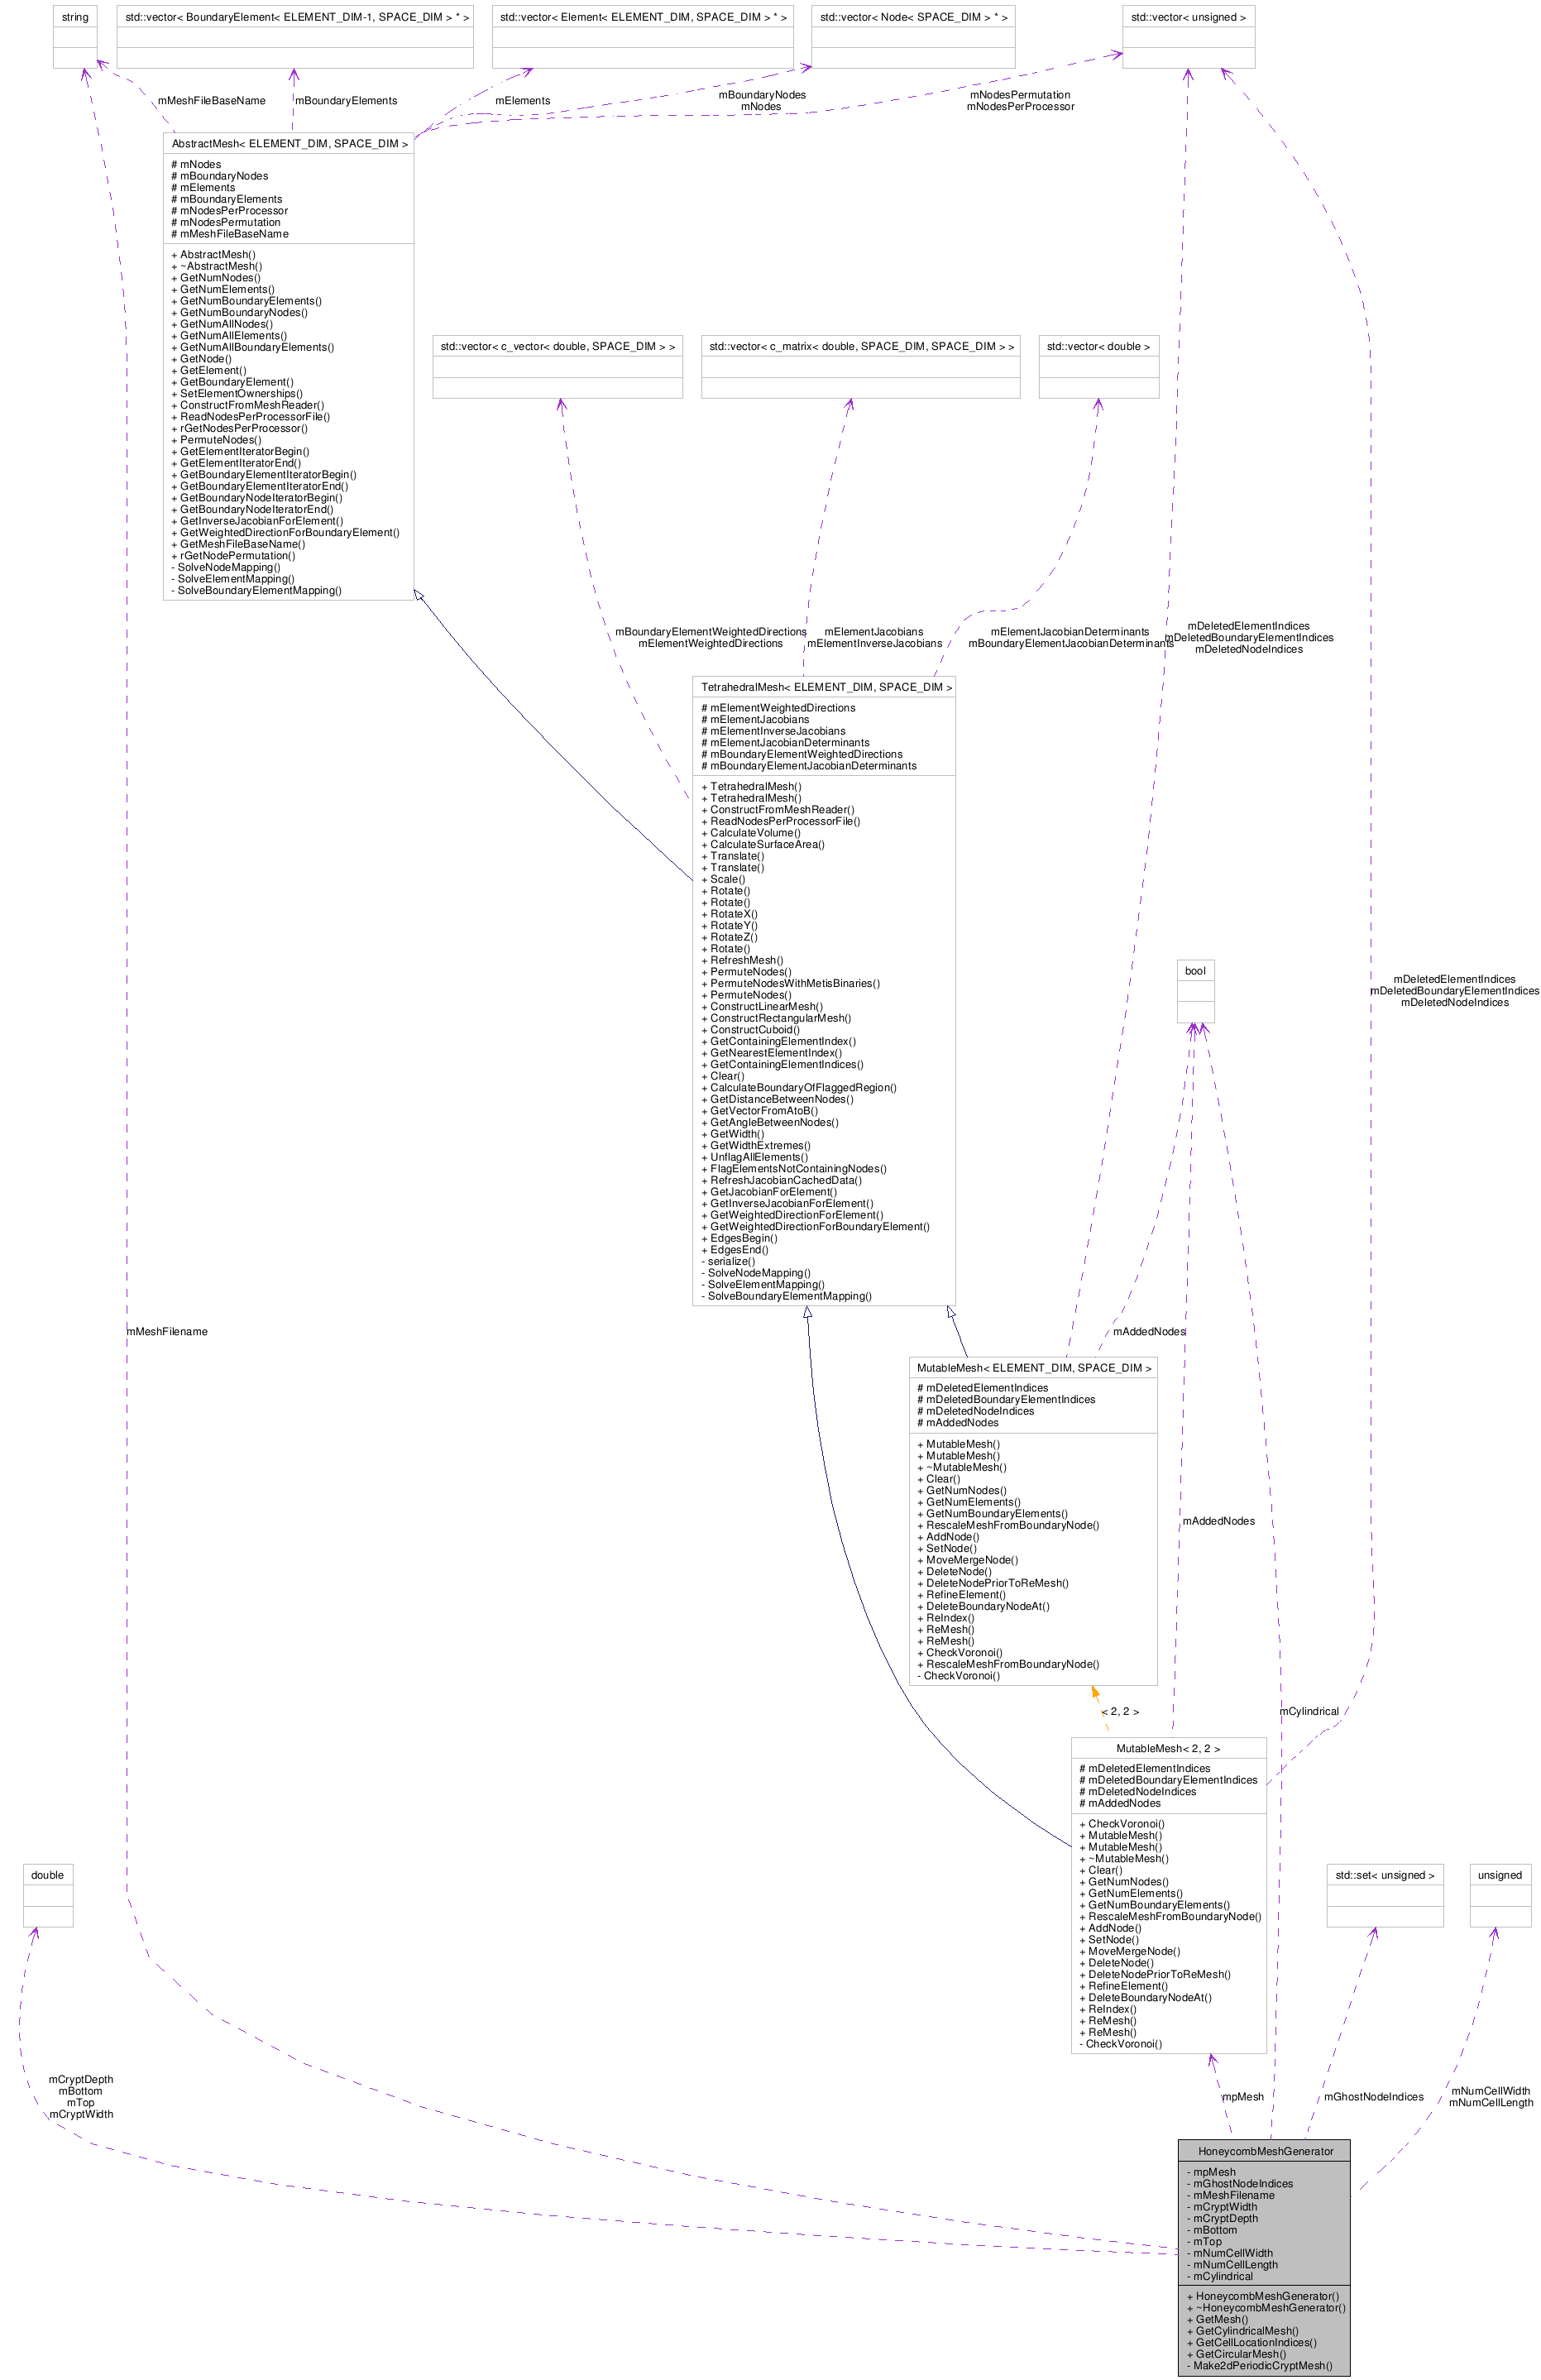 string
std::vector< BoundaryElement< ELEMENT_DIM-1, SPACE_DIM > * >
std::vector< Element< ELEMENT_DIM, SPACE_DIM > * >
std::vector< Node< SPACE_DIM > * >
std::vector< unsigned >
mMeshFileBaseName
mBoundaryElements
mElements
mBoundaryNodes
mNodes
mNodesPermutation
mNodesPerProcessor
AbstractMesh< ELEMENT_DIM, SPACE_DIM >
# mNodes
# mBoundaryNodes
# mElements
# mBoundaryElements
# mNodesPerProcessor
# mNodesPermutation
# mMeshFileBaseName
+ AbstractMesh()
+ ~AbstractMesh()
+ GetNumNodes()
+ GetNumElements()
+ GetNumBoundaryElements()
+ GetNumBoundaryNodes()
+ GetNumAllNodes()
+ GetNumAllElements()
+ GetNumAllBoundaryElements()
+ GetNode()
+ GetElement()
+ GetBoundaryElement()
+ SetElementOwnerships()
+ ConstructFromMeshReader()
+ ReadNodesPerProcessorFile()
+ rGetNodesPerProcessor()
+ PermuteNodes()
+ GetElementIteratorBegin()
+ GetElementIteratorEnd()
+ GetBoundaryElementIteratorBegin()
+ GetBoundaryElementIteratorEnd()
+ GetBoundaryNodeIteratorBegin()
+ GetBoundaryNodeIteratorEnd()
+ GetInverseJacobianForElement()
+ GetWeightedDirectionForBoundaryElement()
+ GetMeshFileBaseName()
+ rGetNodePermutation()
- SolveNodeMapping()
- SolveElementMapping()
- SolveBoundaryElementMapping()
std::vector< c_vector< double, SPACE_DIM > >
std::vector< c_matrix< double, SPACE_DIM, SPACE_DIM > >
std::vector< double >
mBoundaryElementWeightedDirections
mElementWeightedDirections
mElementJacobians
mElementInverseJacobians
mElementJacobianDeterminants
mBoundaryElementJacobianDeterminants
mDeletedElementIndices
mDeletedBoundaryElementIndices
mDeletedNodeIndices
TetrahedralMesh< ELEMENT_DIM, SPACE_DIM >
# mElementWeightedDirections
# mElementJacobians
# mElementInverseJacobians
# mElementJacobianDeterminants
# mBoundaryElementWeightedDirections
# mBoundaryElementJacobianDeterminants
+ TetrahedralMesh()
+ TetrahedralMesh()
+ ConstructFromMeshReader()
+ ReadNodesPerProcessorFile()
+ CalculateVolume()
+ CalculateSurfaceArea()
+ Translate()
+ Translate()
+ Scale()
+ Rotate()
+ Rotate()
+ RotateX()
+ RotateY()
+ RotateZ()
+ Rotate()
+ RefreshMesh()
+ PermuteNodes()
+ PermuteNodesWithMetisBinaries()
+ PermuteNodes()
+ ConstructLinearMesh()
+ ConstructRectangularMesh()
+ ConstructCuboid()
+ GetContainingElementIndex()
+ GetNearestElementIndex()
+ GetContainingElementIndices()
+ Clear()
+ CalculateBoundaryOfFlaggedRegion()
+ GetDistanceBetweenNodes()
+ GetVectorFromAtoB()
+ GetAngleBetweenNodes()
+ GetWidth()
+ GetWidthExtremes()
+ UnflagAllElements()
+ FlagElementsNotContainingNodes()
+ RefreshJacobianCachedData()
+ GetJacobianForElement()
+ GetInverseJacobianForElement()
+ GetWeightedDirectionForElement()
+ GetWeightedDirectionForBoundaryElement()
+ EdgesBegin()
+ EdgesEnd()
- serialize()
- SolveNodeMapping()
- SolveElementMapping()
- SolveBoundaryElementMapping()
bool
mDeletedElementIndices
mDeletedBoundaryElementIndices
mDeletedNodeIndices
mMeshFilename
mAddedNodes
MutableMesh< ELEMENT_DIM, SPACE_DIM >
# mDeletedElementIndices
# mDeletedBoundaryElementIndices
# mDeletedNodeIndices
# mAddedNodes
+ MutableMesh()
+ MutableMesh()
+ ~MutableMesh()
+ Clear()
+ GetNumNodes()
+ GetNumElements()
+ GetNumBoundaryElements()
+ RescaleMeshFromBoundaryNode()
+ AddNode()
+ SetNode()
+ MoveMergeNode()
+ DeleteNode()
+ DeleteNodePriorToReMesh()
+ RefineElement()
+ DeleteBoundaryNodeAt()
+ ReIndex()
+ ReMesh()
+ ReMesh()
+ CheckVoronoi()
+ RescaleMeshFromBoundaryNode()
- CheckVoronoi()
mAddedNodes
< 2, 2 >
mCylindrical
MutableMesh< 2, 2 >
# mDeletedElementIndices
# mDeletedBoundaryElementIndices
# mDeletedNodeIndices
# mAddedNodes
+ CheckVoronoi()
+ MutableMesh()
+ MutableMesh()
+ ~MutableMesh()
+ Clear()
+ GetNumNodes()
+ GetNumElements()
+ GetNumBoundaryElements()
+ RescaleMeshFromBoundaryNode()
+ AddNode()
+ SetNode()
+ MoveMergeNode()
+ DeleteNode()
+ DeleteNodePriorToReMesh()
+ RefineElement()
+ DeleteBoundaryNodeAt()
+ ReIndex()
+ ReMesh()
+ ReMesh()
- CheckVoronoi()
double
std::set< unsigned >
unsigned
mCryptDepth
mBottom
mTop
mCryptWidth
mpMesh
mGhostNodeIndices
mNumCellWidth
mNumCellLength
HoneycombMeshGenerator
- mpMesh
- mGhostNodeIndices
- mMeshFilename
- mCryptWidth
- mCryptDepth
- mBottom
- mTop
- mNumCellWidth
- mNumCellLength
- mCylindrical
+ HoneycombMeshGenerator()
+ ~HoneycombMeshGenerator()
+ GetMesh()
+ GetCylindricalMesh()
+ GetCellLocationIndices()
+ GetCircularMesh()
- Make2dPeriodicCryptMesh()